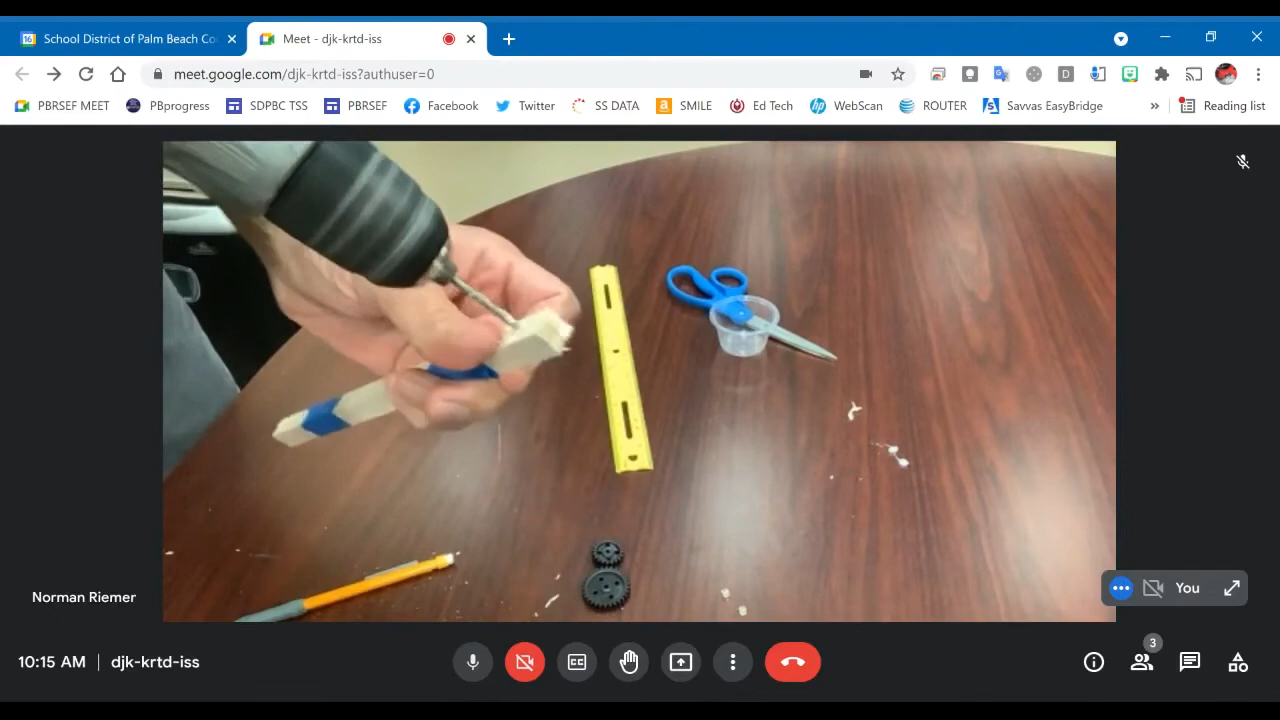 School District of Palm Beach Co
Meet - djk-krtd-iss
meet.google.com/djk-krtd-iss?authuser=0
PBRSEF MEET
PBprogress
SDPBC TSS
PBRSEF
Facebook
Twitter
SS DATA
SMILE
Ed Tech
WebScan
ROUTER
Savvas EasyBridge
»
Reading list
Norman Riemer
You
10:15 AM | djk-krtd-iss
3